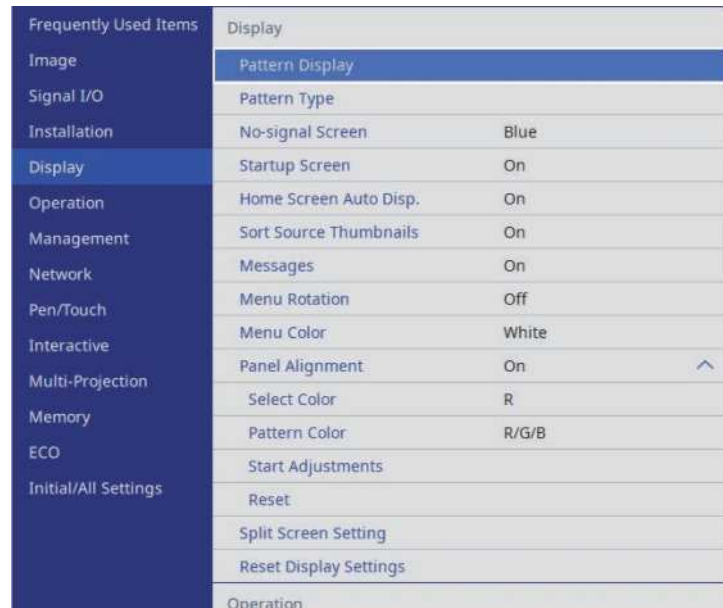 Frequently Used Items
Image
Signal I/O
Installation
Display
Operation
Management
Network
Pen/Touch
Interactive
Multi-Projection
Memory
ECO
Initial/All Settings
Display
Pattern Display
Pattern Type
No-signal Screen Blue
Startup Screen On
Home Screen Auto Disp. On
Sort Source Thumbnails On
Messages On
Menu Rotation Off
Menu Color White
Panel Alignment On
Select Color R
Pattern Color R/G/B
Start Adjustments
Reset
Split Screen Setting
Reset Display Settings
Operation